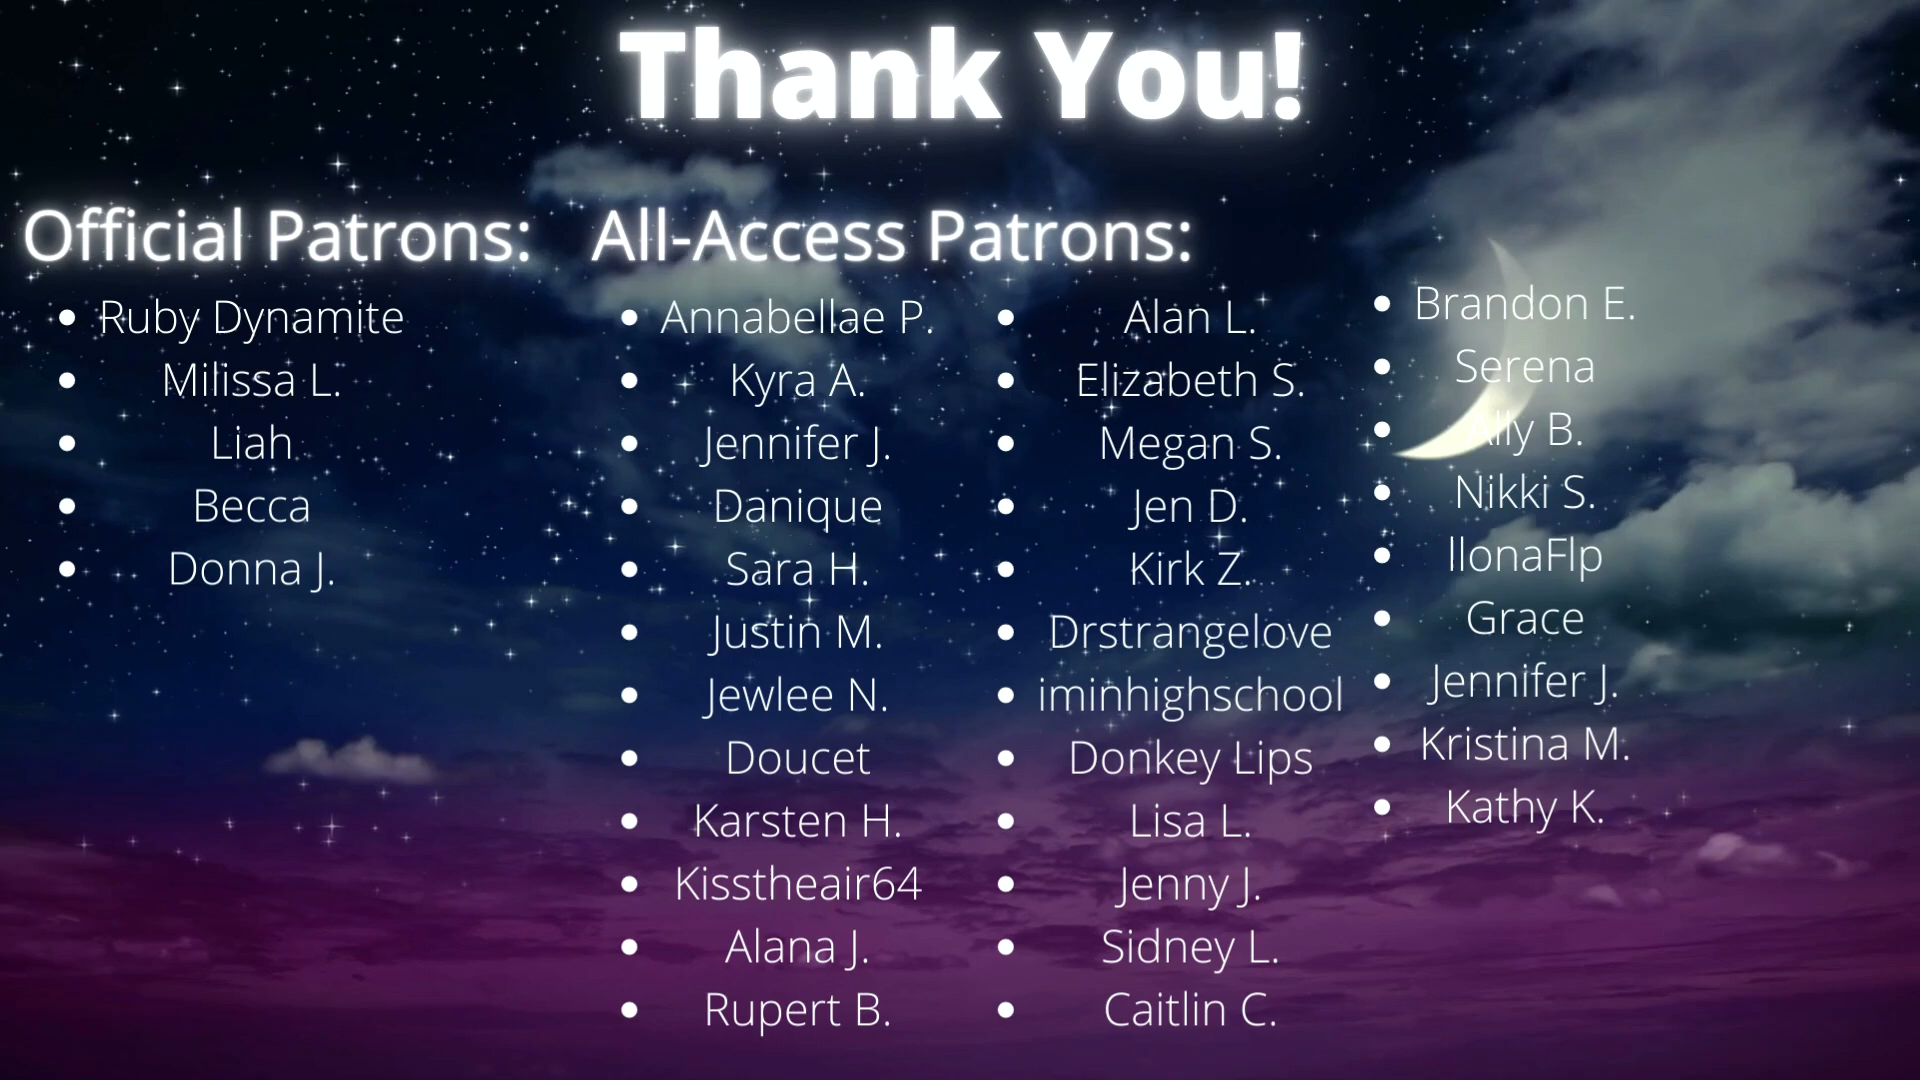 Thank You!
Official Patrons:
• Ruby Dynamite
• Milissa L.
• Liah
• Becca
• Donna J.
All-Access Patrons:
• Annabellae P.
• Kyra A.
• Jennifer J.
• Danique
• Sara H.
• Justin M.
• Jewlee N.
• Doucet
• Karsten H.
• Kisstheair64
• Alana J.
• Rupert B.
• Alan L.
• Elizabeth S.
• Megan S.
• Jen D.
• Kirk Z.
• Drstrangelove
• iminhighschool
• Donkey Lips
• Lisa L.
• Jenny J.
• Sidney L.
• Caitlin C.
• Brandon E.
• Serena
• Ally B.
• Nikki S.
• IlonaFlp
• Grace
• Jennifer J.
• Kristina M.
• Kathy K.